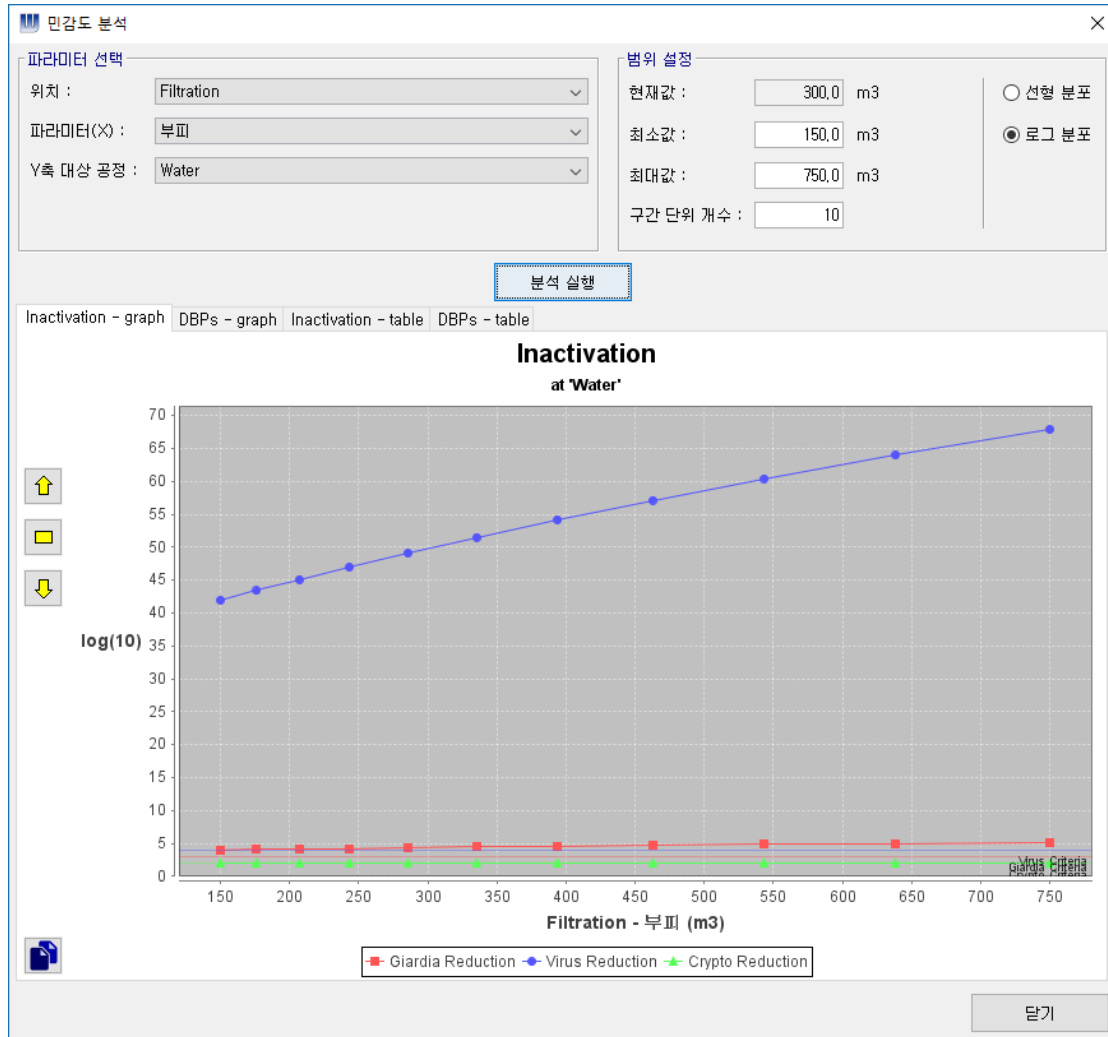 민감도 분석
파라미터 선택
위치 : Filtration
파라미터(X) : 부피
Y축 대상 공정 : Water
범위 설정
현재값 : 300,0 m3
최소값 : 150,0 m3
최대값 : 750,0 m3
구간 단위 개수 : 10
선형 분포
로그 분포
분석 실행
Inactivation - graph DBPs - graph Inactivation - table DBPs - table
Inactivation
at 'Water'
70
65
60
55
50
45
40
log(10) 35
30
25
20
15
10
5
0
Virus Criteria
Giardia Criteria
Crypto Criteria
150 200 250 300 350 400 450 500 550 600 650 700 750
Filtration - 부피 (m3)
Giardia Reduction Virus Reduction Crypto Reduction
닫기